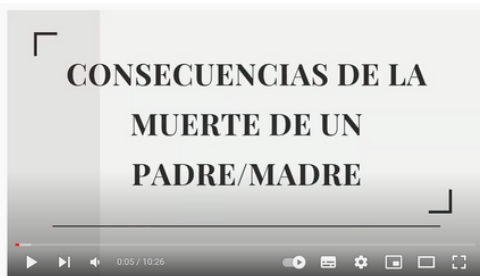 CONSECUENCIAS DE LA
MUERTE DE UN
PADRE/MADRE
0:05 / 10:26